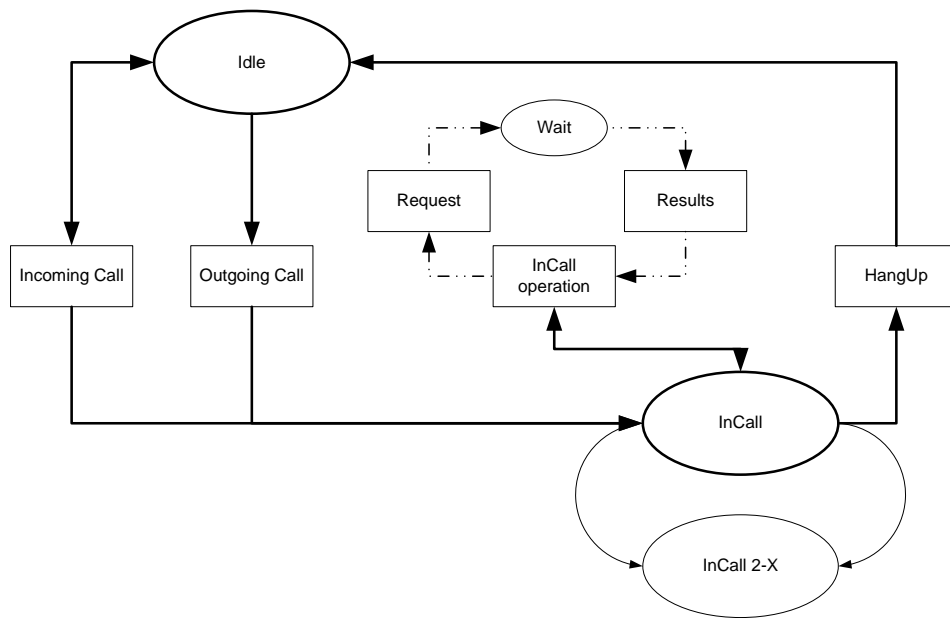 Idle
Wait
Request
Results
Incoming Call
Outgoing Call
InCall
operation
HangUp
InCall
InCall 2-X